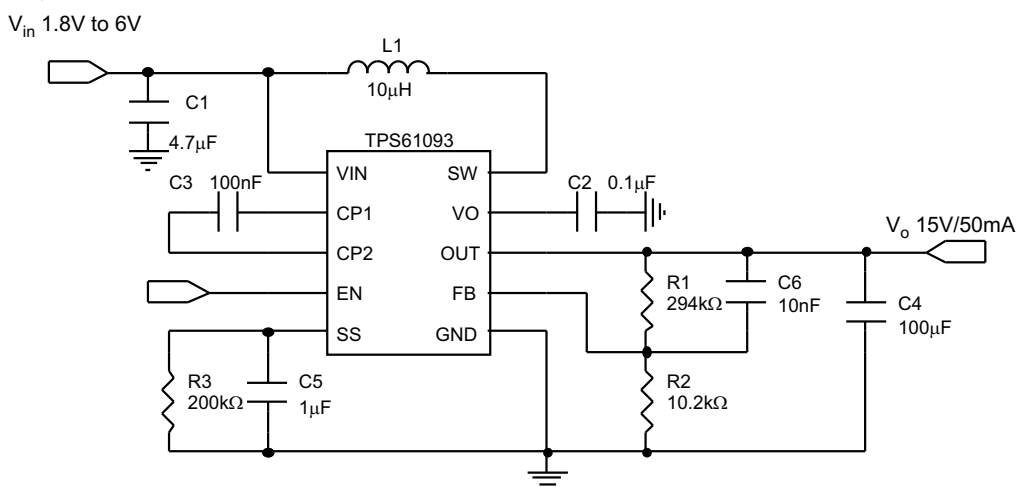 Vin 1.8V to 6V
L1
10μH
C1
4.7μF
TPS61093
C3 100nF
VIN
SW
C2 0.1μF
CP1
VO
Vo 15V/50mA
CP2
OUT
EN
FB
R1
294kΩ
C6
10nF
C4
100μF
SS
GND
R3
200kΩ
C5
1μF
R2
10.2kΩ